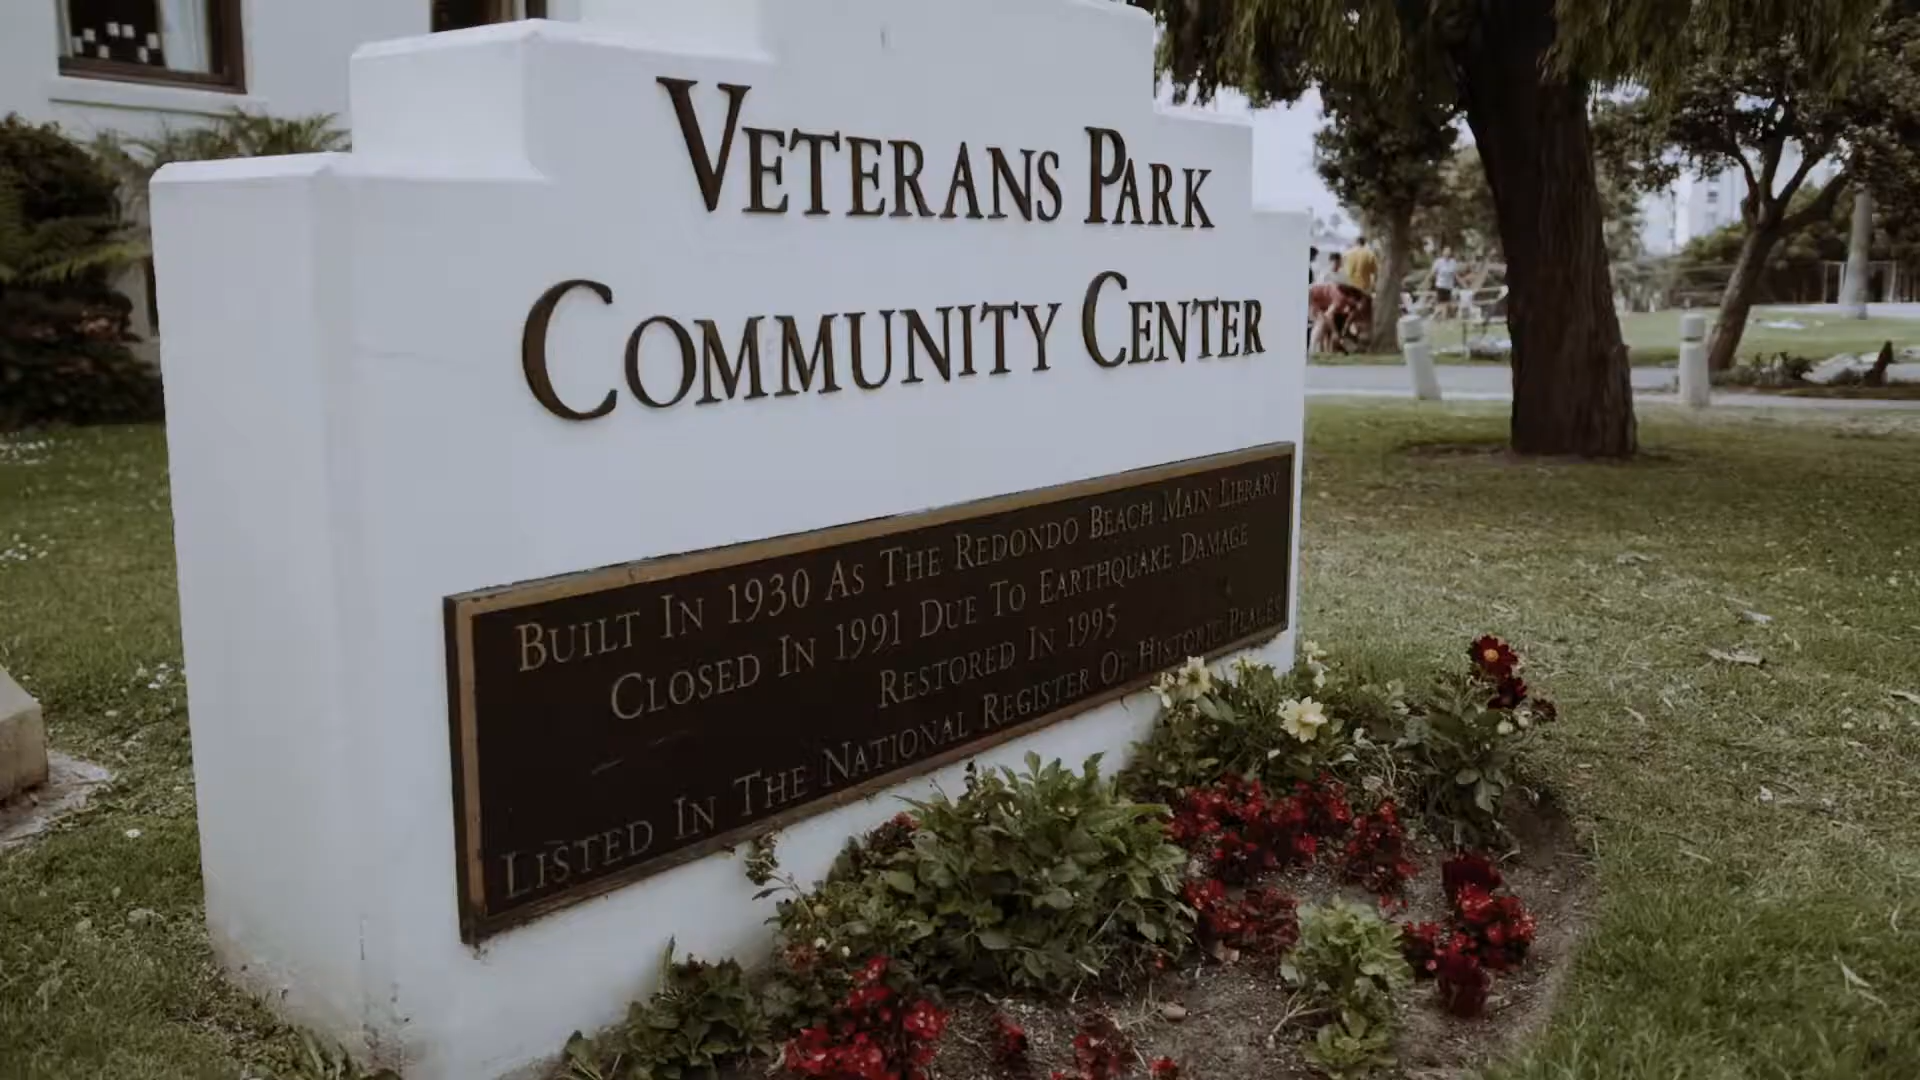 VETERANS PARK
COMMUNITY CENTER
BUILT IN 1930 AS THE REDONDO BEACH MAIN LIBRARY
CLOSED IN 1991 DUE TO EARTHQUAKE DAMAGE
RESTORED IN 1995
LISTED IN THE NATIONAL REGISTER OF HISTORIC PLACES